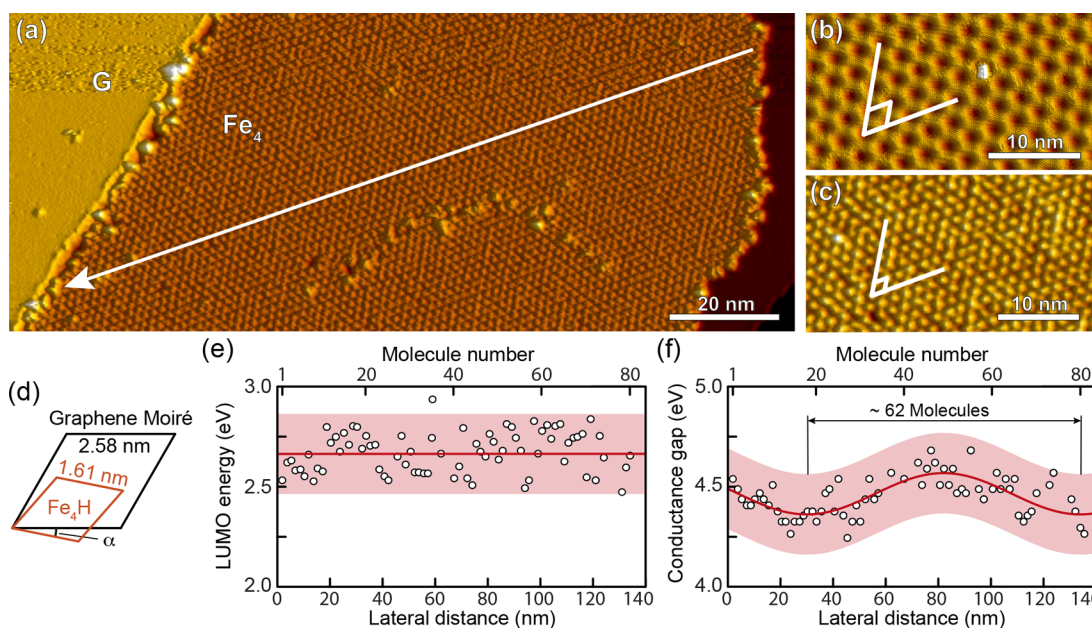 (a)
G
Fe4
20 nm
(b)
10 nm
(c)
10 nm
(d)
Graphene Moiré
2.58 nm
1.61 nm
Fe4H
α
(e)
Molecule number
1 20 40 60 80
LUMO energy (eV)
3.0
2.5
2.0
0 20 40 60 80 100 120 140
Lateral distance (nm)
(f)
Molecule number
1 20 40 60 80
~ 62 Molecules
Conductance gap (eV)
5.0
4.5
4.0
0 20 40 60 80 100 120 140
Lateral distance (nm)